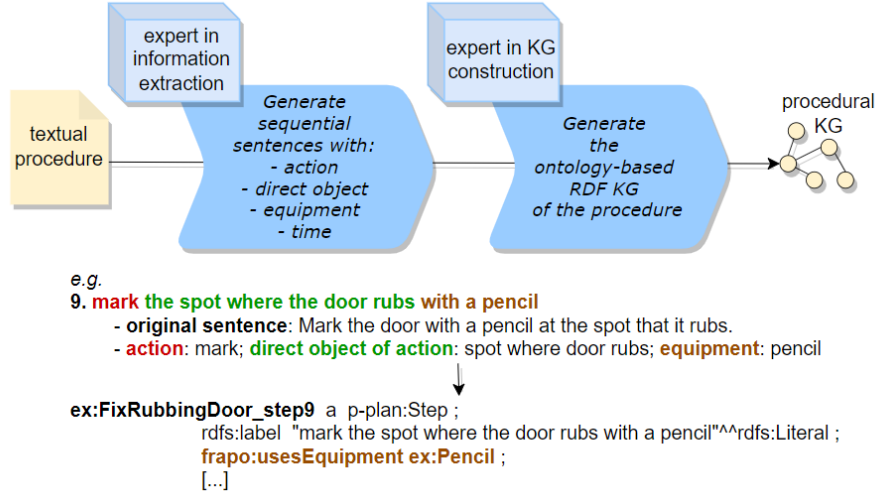 expert in
information
extraction
expert in KG
construction
textual
procedure
Generate
sequential
sentences with:
- action
- direct object
- equipment
- time
Generate
the
ontology-based
RDF KG
of the procedure
procedural
KG
e.g.
9. mark the spot where the door rubs with a pencil
- original sentence: Mark the door with a pencil at the spot that it rubs.
- action: mark; direct object of action: spot where door rubs; equipment: pencil
ex:FixRubbingDoor_step9 a p-plan:Step ;
rdfs:label "mark the spot where the door rubs with a pencil"^^rdfs:Literal ;
frapo:usesEquipment ex:Pencil ;
[...]